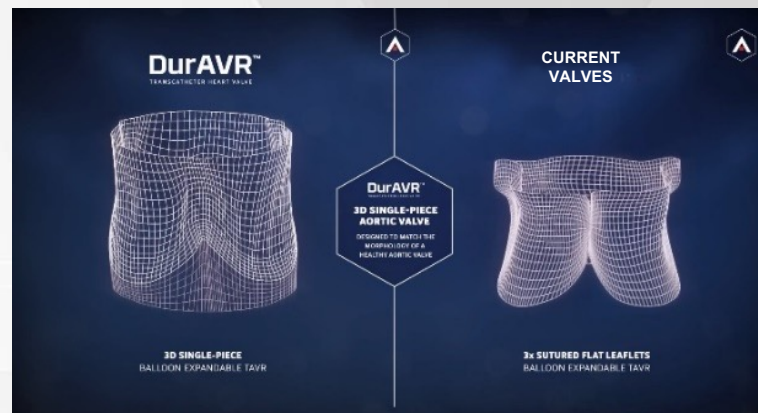 DurAVR™
TRANSCATHETER HEART VALVE
3D SINGLE-PIECE
BALLOON EXPANDABLE TAVR
DurAVR™
3D SINGLE-PIECE
AORTIC VALVE
DESIGNED TO MATCH THE
MORPHOLOGY OF A
HEALTHY AORTIC VALVE
CURRENT
VALVES
3x SUTURED FLAT LEAFLETS
BALLOON EXPANDABLE TAVR